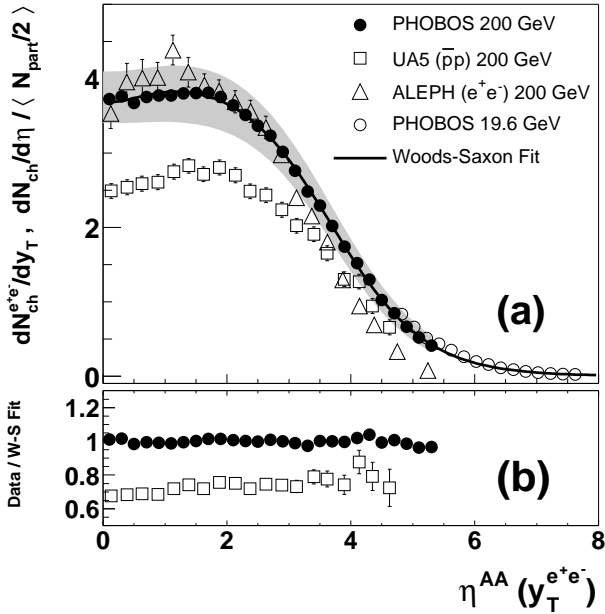 PHOBOS 200 GeV
UA5 (p̅p) 200 GeV
ALEPH (e⁺e⁻) 200 GeV
PHOBOS 19.6 GeV
Woods-Saxon Fit
dN_ch^{e⁺e⁻}/dy_T , dN_ch/dη / ⟨ N_part/2 ⟩
4
2
0
(a)
Data / W-S Fit
1.2
1
0.8
0.6
(b)
0 2 4 6 8
η^{AA} (y_T^{e⁺e⁻})